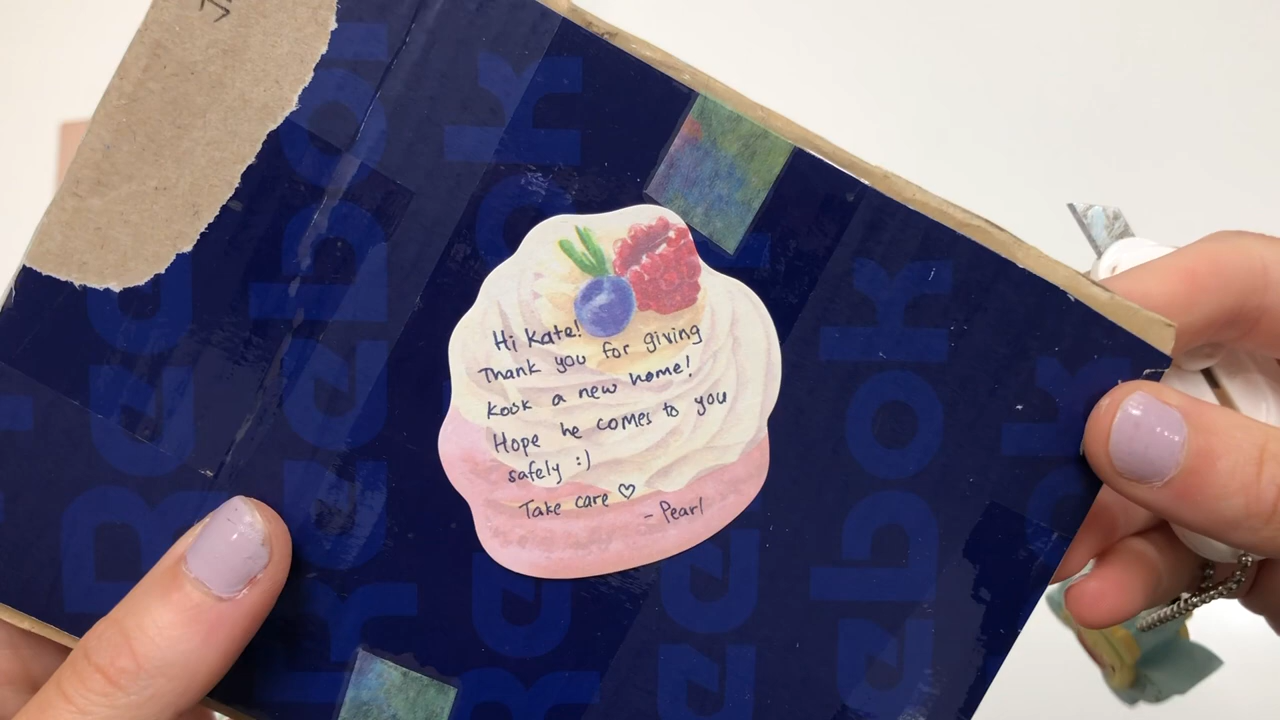 Hi Kate!
Thank you for giving
Kook a new home!
Hope he comes to you
safely :)
Take care ♡
- Pearl